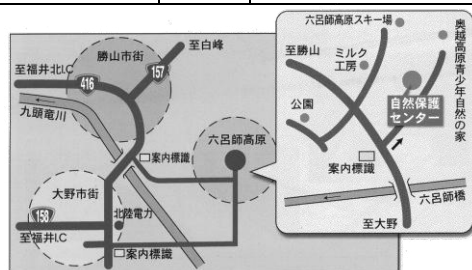 勝山市街
至白峰
157
至福井北I.C
416
九頭竜川
案内標識
六呂師高原
大野市街
158
北陸電力
至福井I.C
案内標識
六呂師高原スキー場
至勝山
ミルク
工房
公園
自然保護
センター
奥越高原青少年自然の家
案内標識
六呂師橋
至大野